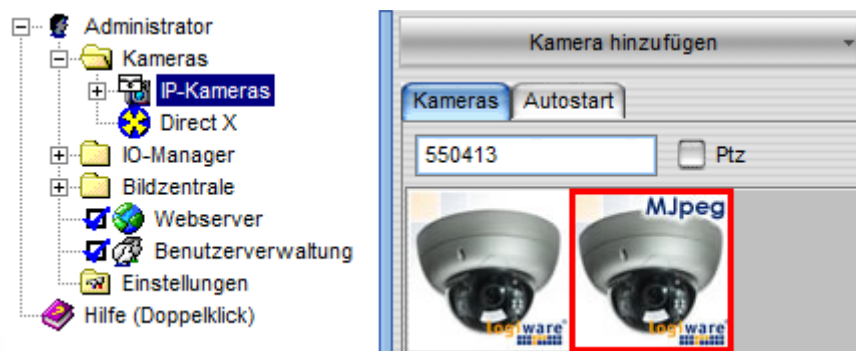 Administrator
Kameras
IP-Kameras
Direct X
IO-Manager
Bildzentrale
Webserver
Benutzerverwaltung
Einstellungen
Hilfe (Doppelklick)
Kamera hinzufügen
Kameras
Autostart
550413
Ptz
MJpeg
logiware
logiware